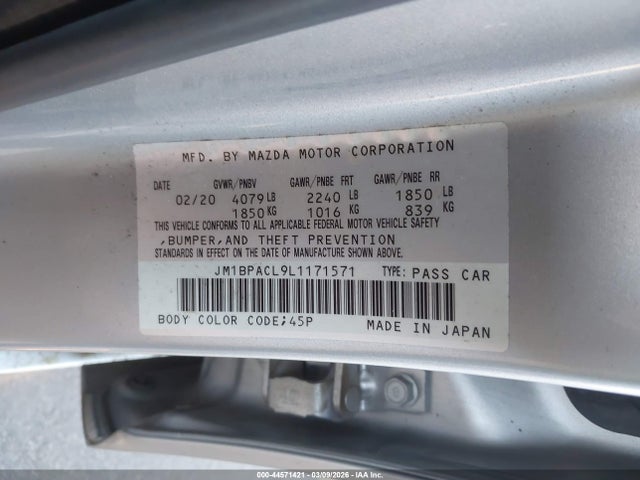 MFD. BY MAZDA MOTOR CORPORATION
DATE GVWR/PNBV GAWR/PNBE FRT GAWR/PNBE RR
02/20 4079 LB 2240 LB 1850 LB
1850 KG 1016 KG 839 KG
THIS VEHICLE CONFORMS TO ALL APPLICABLE FEDERAL MOTOR VEHICLE SAFETY
,BUMPER,AND THEFT PREVENTION
STANDARDS IN EFFECT ON THE DATE OF MANUFACTURE SHOWN ABOVE.
JM1BPACL9L1171571 TYPE: PASS CAR
BODY COLOR CODE;45P MADE IN JAPAN
000-44571421 - 03/09/2026 - IAA Inc.